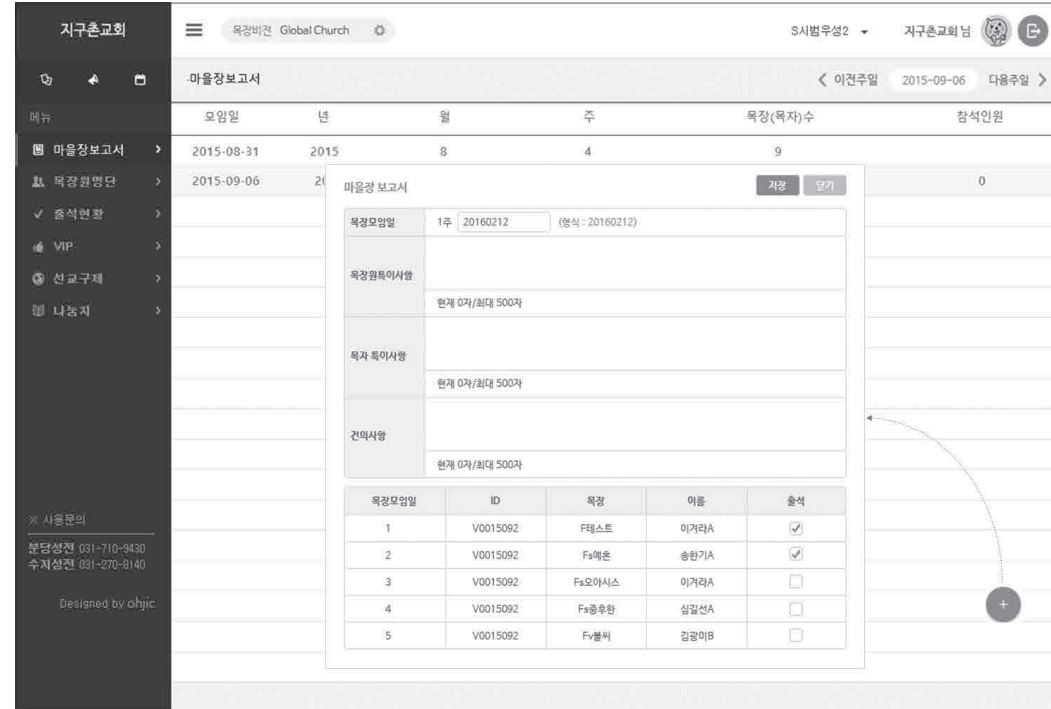 지구촌교회
목장비전 Global Church
S시범우성2
지구촌교회 님
마을장보고서
이전주일 2015-09-06 다음주일
메뉴
마을장보고서
목장원명단
출석현황
VIP
선교구제
나눔지
※ 사용문의
분당성전 031-710-9430
수지성전 031-270-8140
Designed by ohjic
모임일 년 월 주 목장(목자)수 참석인원
2015-08-31 2015 8 4 9
2015-09-06 0
마을장 보고서 저장 닫기
목장모임일 1주 20160212 (형식 : 20160212)
목장원특이사항
현재 0자/최대 500자
목자 특이사항
현재 0자/최대 500자
건의사항
현재 0자/최대 500자
목장모임일 ID 목장 이름 출석
1 V0015092 F테스트 이겨라A
2 V0015092 Fs예혼 송한기A
3 V0015092 Fs오아시스 이겨라A
4 V0015092 Fs중후환 심길선A
5 V0015092 Fv불씨 김광미B